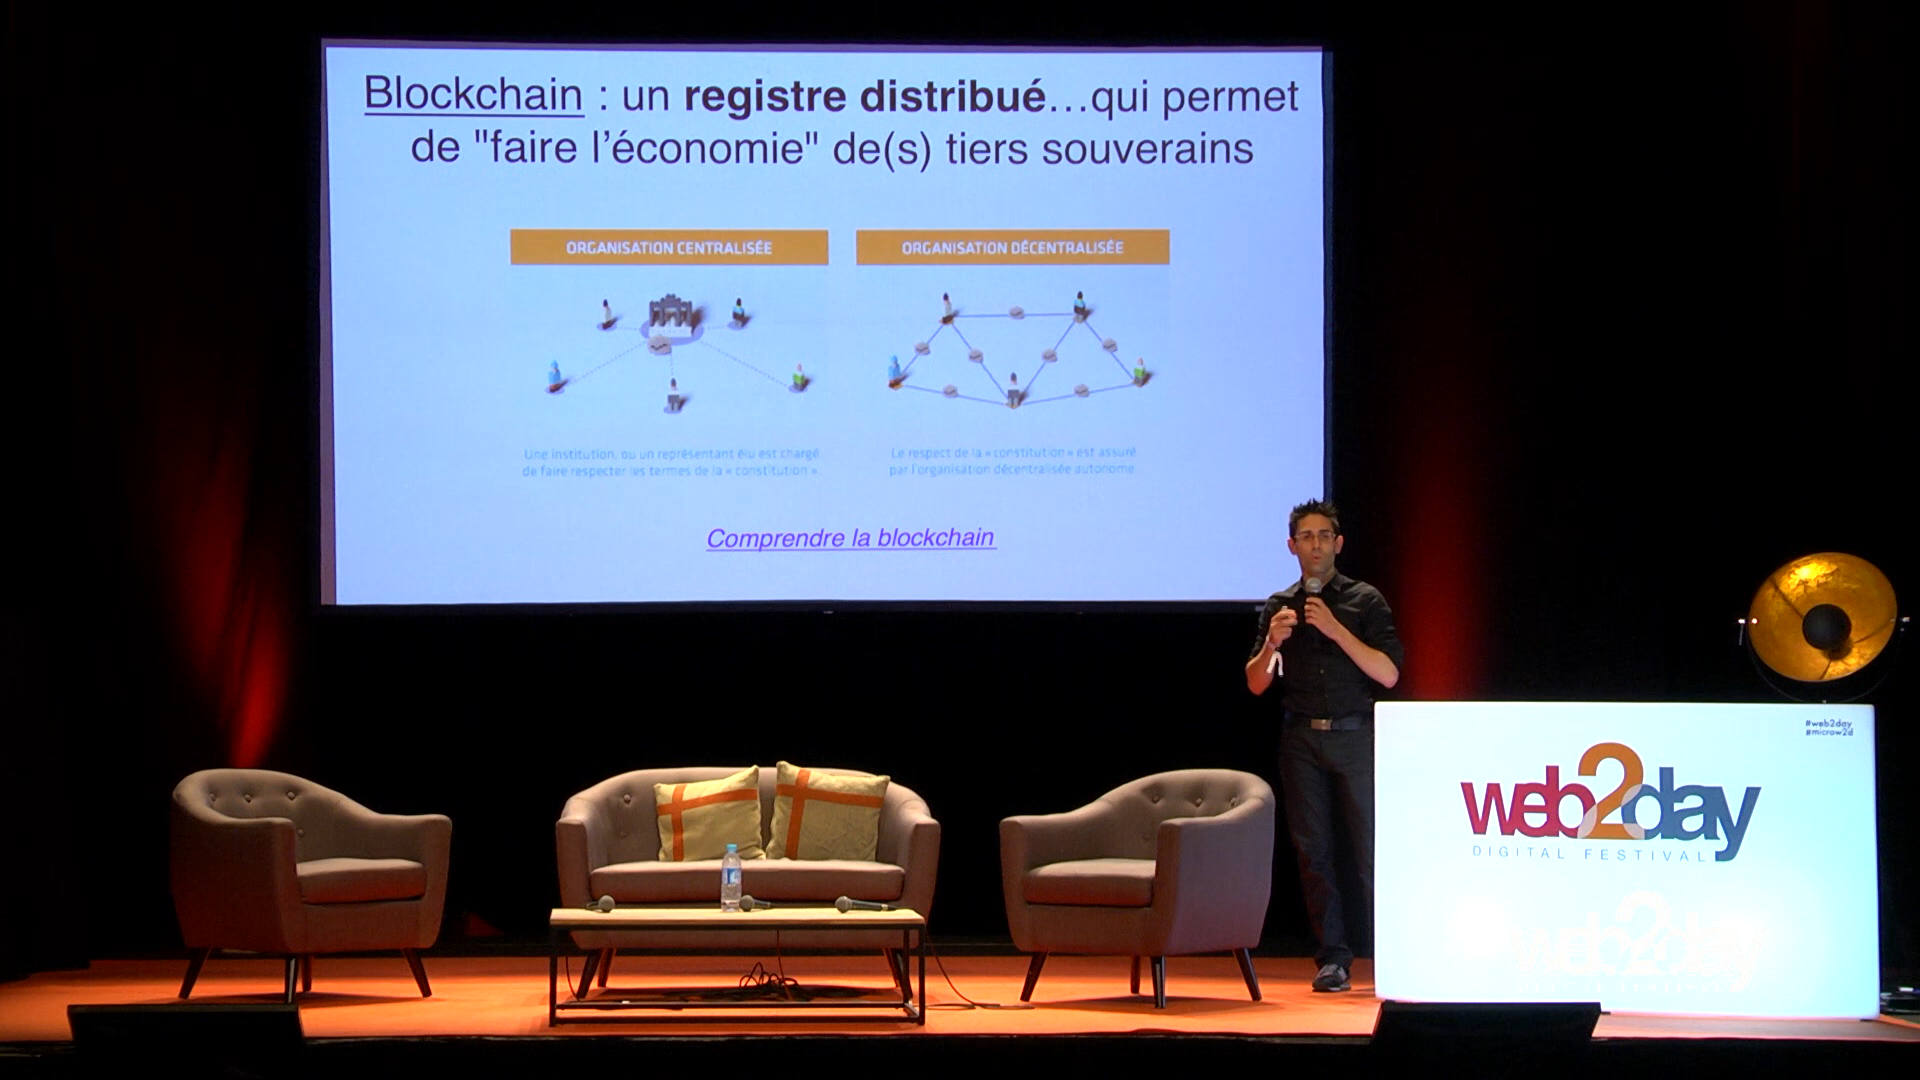 Blockchain : un registre distribué…qui permet
de "faire l’économie" de(s) tiers souverains
ORGANISATION CENTRALISÉE
ORGANISATION DÉCENTRALISÉE
Une institution, ou un représentant élu est chargé
de faire respecter les termes de la « constitution ».
Le respect de la « constitution » est assuré
par l'organisation décentralisée autonome.
Comprendre la blockchain
#web2day
#microw2d
web2day
DIGITAL FESTIVAL
web2day